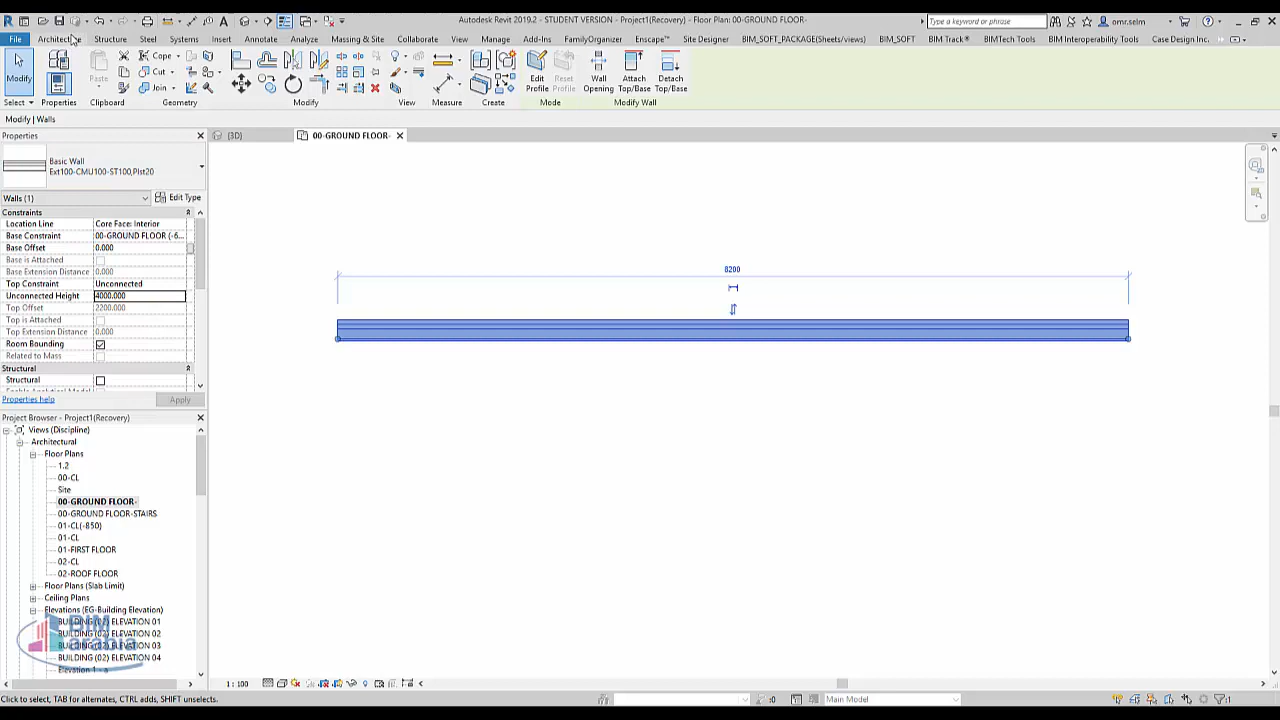 Autodesk Revit 2019.2 - STUDENT VERSION - Project1(Recovery) - Floor Plan: 00-GROUND FLOOR-
Type a keyword or phrase
omr.selm
File Architecture Structure Steel Systems Insert Annotate Analyze Massing & Site Collaborate View Manage Add-Ins FamilyOrganizer Enscape™ Site Designer BIM_SOFT_PACKAGE(Sheets/views) BIM_SOFT BIM Track® BIMTech Tools BIM Interoperability Tools Case Design Inc.
Modify
Paste
Cope
Cut
Join
Edit Profile
Reset Profile
Wall Opening
Attach Top/Base
Detach Top/Base
Select Properties Clipboard Geometry Modify View Measure Create Mode Modify Wall
Modify | Walls
Properties
{3D}
00-GROUND FLOOR-
Basic Wall
Ext100-CMU100-ST100,Plst20
Walls (1)
Edit Type
Constraints
Location Line Core Face: Interior
Base Constraint 00-GROUND FLOOR (-6...
Base Offset 0.000
Base is Attached
Base Extension Distance 0.000
Top Constraint Unconnected
Unconnected Height 4000.000
Top Offset 2200.000
Top is Attached
Top Extension Distance 0.000
Room Bounding
Related to Mass
Structural
Structural
Properties help
Apply
8200
Project Browser - Project1(Recovery)
Views (Discipline)
Architectural
Floor Plans
1.2
00-CL
Site
00-GROUND FLOOR-
00-GROUND FLOOR-STAIRS
01-CL(-850)
01-CL
01-FIRST FLOOR
02-CL
02-ROOF FLOOR
Floor Plans (Slab Limit)
Ceiling Plans
Elevations (EG-Building Elevation)
BUILDING (02) ELEVATION 01
BUILDING (02) ELEVATION 02
BUILDING (02) ELEVATION 03
BUILDING (02) ELEVATION 04
Elevation 1 - a
BIM
arabia
1 : 100
Click to select, TAB for alternates, CTRL adds, SHIFT unselects.
:0
Main Model
:1